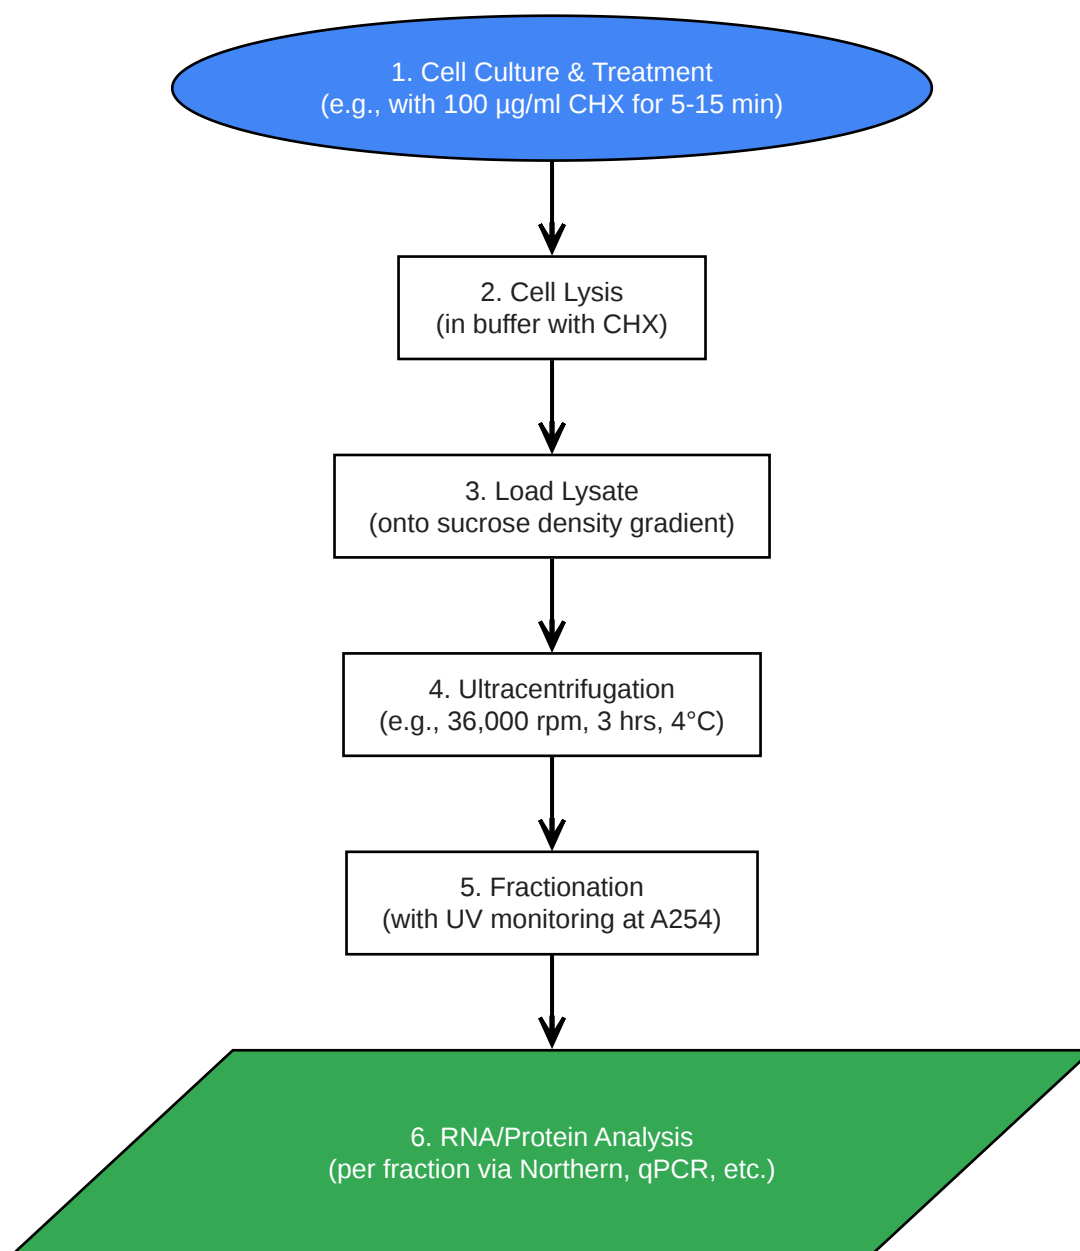 1. Cell Culture & Treatment
(e.g., with 100 µg/ml CHX for 5-15 min)
2. Cell Lysis
(in buffer with CHX)
3. Load Lysate
(onto sucrose density gradient)
4. Ultracentrifugation
(e.g., 36,000 rpm, 3 hrs, 4°C)
5. Fractionation
(with UV monitoring at A254)
6. RNA/Protein Analysis
(per fraction via Northern, qPCR, etc.)